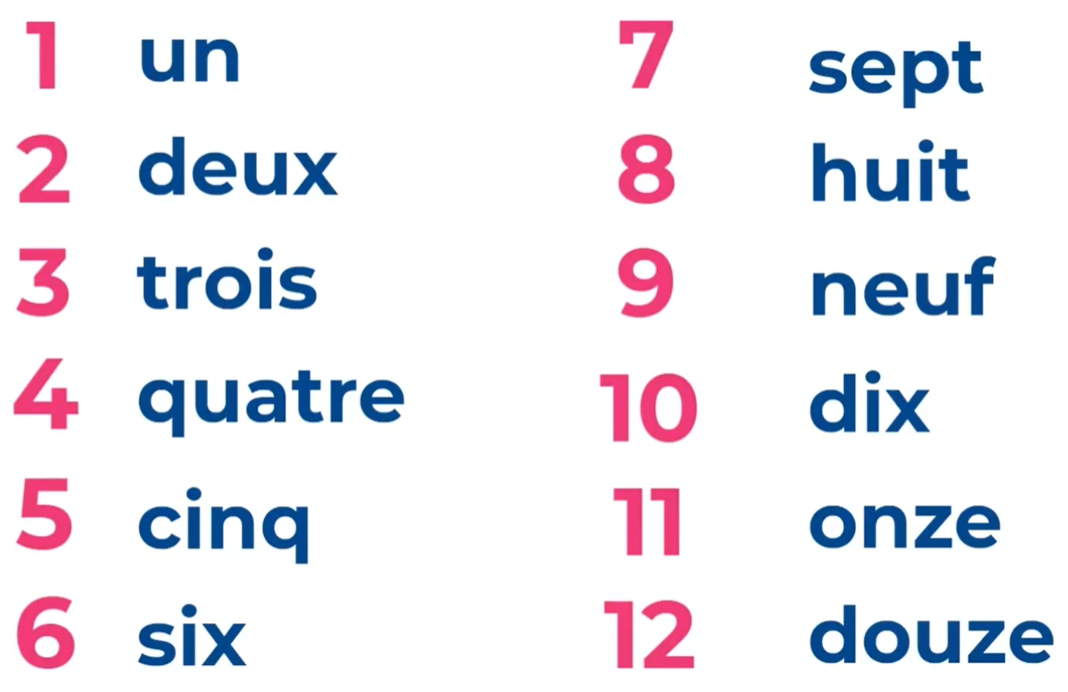 1 un
2 deux
3 trois
4 quatre
5 cinq
6 six
7 sept
8 huit
9 neuf
10 dix
11 onze
12 douze